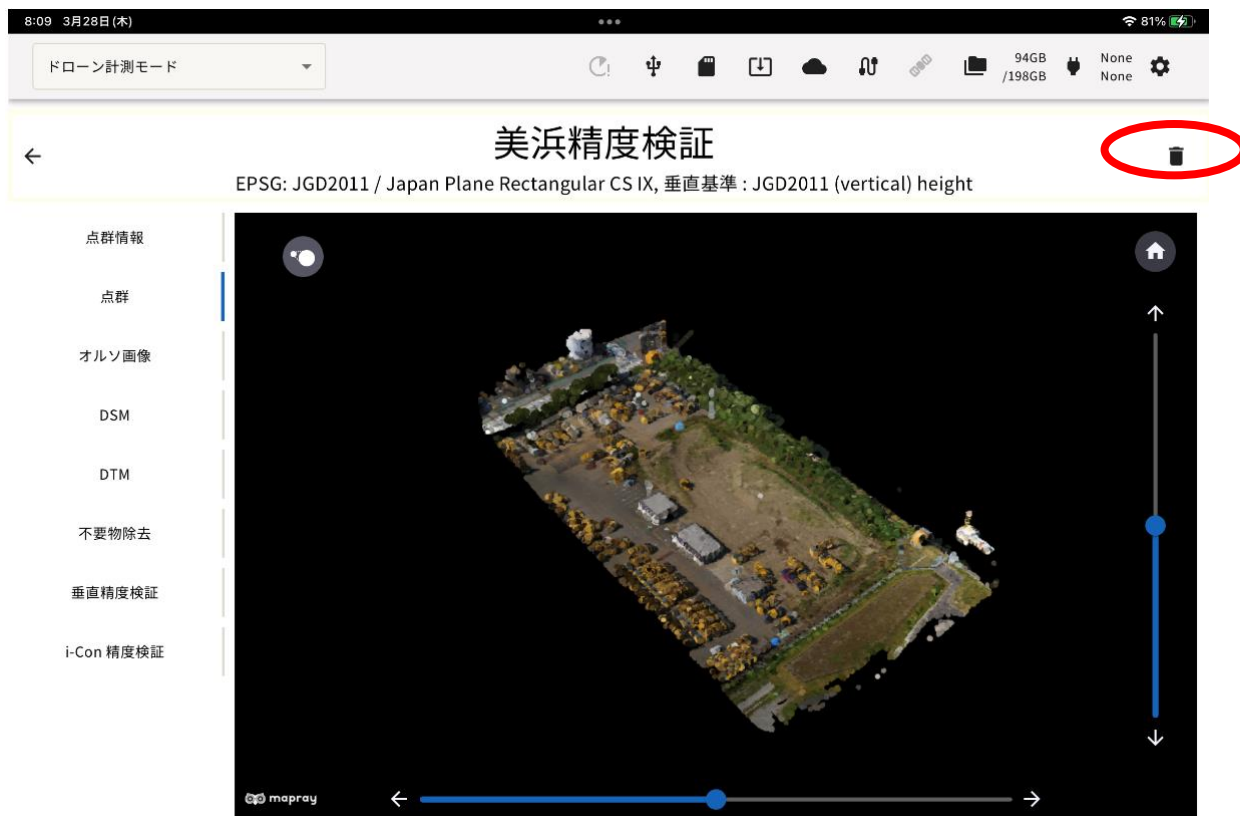 8:09 3月28日(木)
81%
ドローン計測モード
94GB
/198GB
None
None
美浜精度検証
EPSG: JGD2011 / Japan Plane Rectangular CS IX, 垂直基準 : JGD2011 (vertical) height
点群情報
点群
オルソ画像
DSM
DTM
不要物除去
垂直精度検証
i-Con 精度検証
mapray